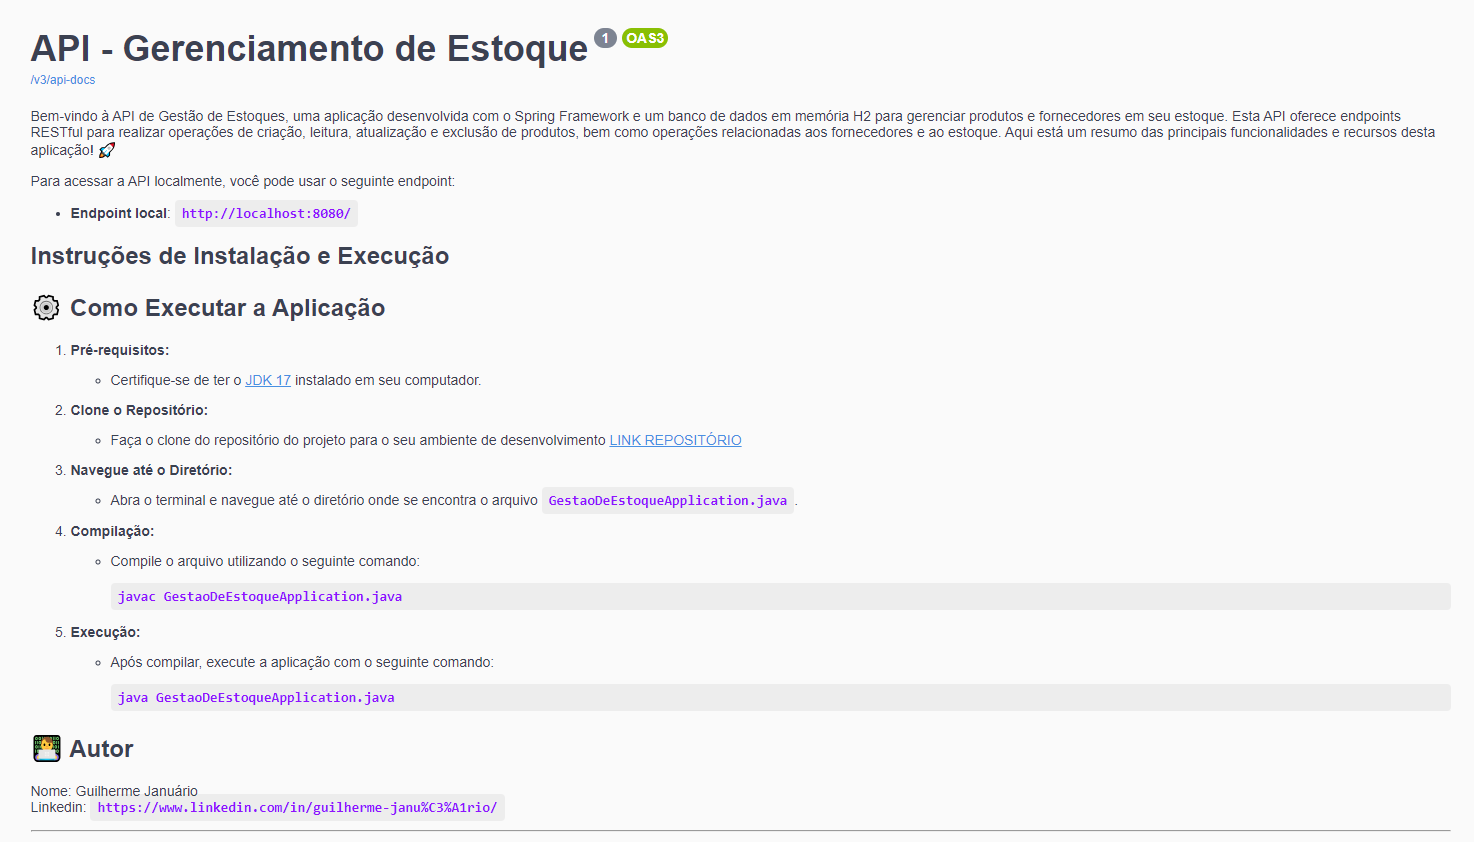 API - Gerenciamento de Estoque 1 OAS3
/v3/api-docs
Bem-vindo à API de Gestão de Estoques, uma aplicação desenvolvida com o Spring Framework e um banco de dados em memória H2 para gerenciar produtos e fornecedores em seu estoque. Esta API oferece endpoints
RESTful para realizar operações de criação, leitura, atualização e exclusão de produtos, bem como operações relacionadas aos fornecedores e ao estoque. Aqui está um resumo das principais funcionalidades e recursos desta
aplicação! 🚀
Para acessar a API localmente, você pode usar o seguinte endpoint:
• Endpoint local: http://localhost:8080/
Instruções de Instalação e Execução
⚙️ Como Executar a Aplicação
1. Pré-requisitos:
◦ Certifique-se de ter o JDK 17 instalado em seu computador.
2. Clone o Repositório:
◦ Faça o clone do repositório do projeto para o seu ambiente de desenvolvimento LINK REPOSITÓRIO
3. Navegue até o Diretório:
◦ Abra o terminal e navegue até o diretório onde se encontra o arquivo GestaoDeEstoqueApplication.java.
4. Compilação:
◦ Compile o arquivo utilizando o seguinte comando:
javac GestaoDeEstoqueApplication.java
5. Execução:
◦ Após compilar, execute a aplicação com o seguinte comando:
java GestaoDeEstoqueApplication.java
👨‍💻 Autor
Nome: Guilherme Januário
Linkedin: https://www.linkedin.com/in/guilherme-janu%C3%A1rio/